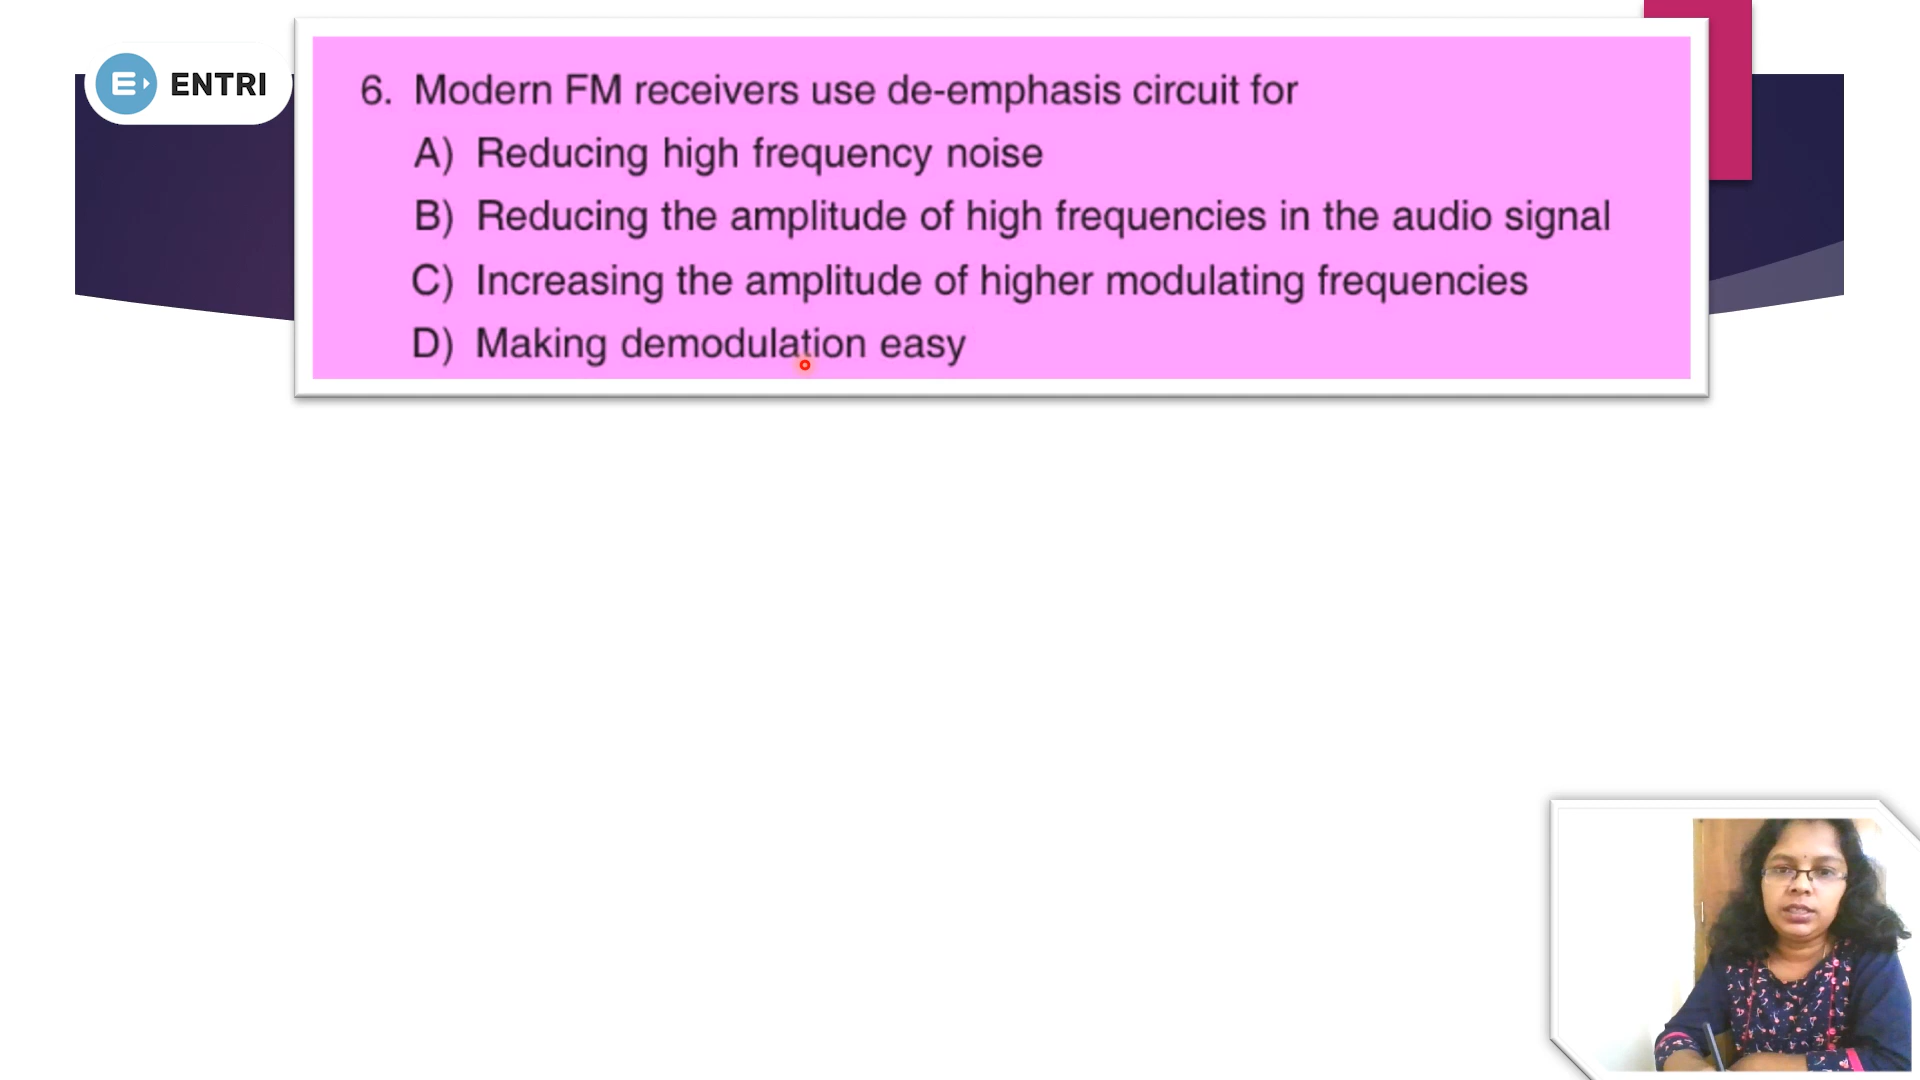 E
ENTRI
6. Modern FM receivers use de-emphasis circuit for
A) Reducing high frequency noise
B) Reducing the amplitude of high frequencies in the audio signal
C) Increasing the amplitude of higher modulating frequencies
D) Making demodulation easy